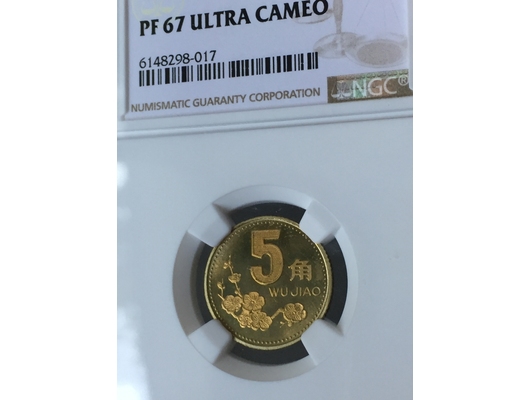 PF 67 ULTRA CAMEO
6148298-017
NUMISMATIC GUARANTY CORPORATION
NGC®
5角
WU JIAO